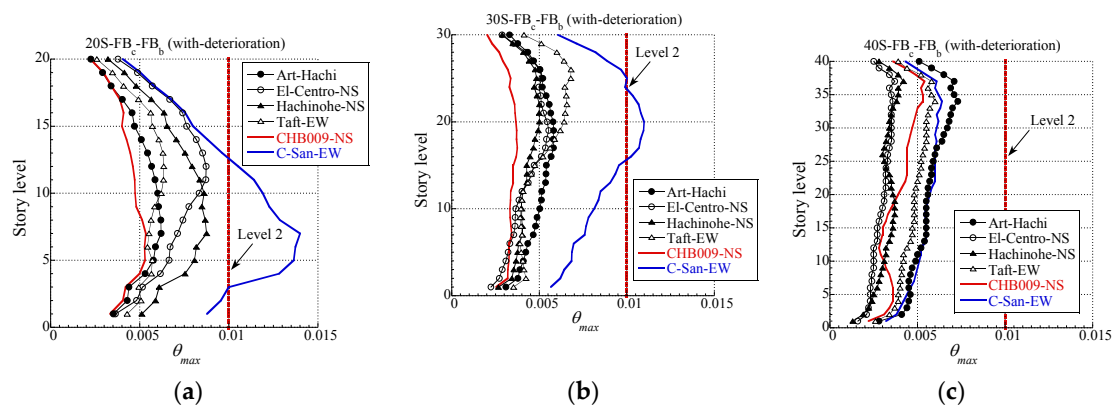 20S-FBc-FBb (with-deterioration)
20
15
10
5
0
Story level
0
0.005
0.01
0.015
θmax
Art-Hachi
El-Centro-NS
Hachinohe-NS
Taft-EW
CHB009-NS
C-San-EW
Level 2
(a)
30S-FBc-FBb (with-deterioration)
30
25
20
15
10
5
0
Story level
0
0.005
0.01
0.015
θmax
Level 2
Art-Hachi
El-Centro-NS
Hachinohe-NS
Taft-EW
CHB009-NS
C-San-EW
(b)
40S-FBc-FBb (with-deterioration)
40
35
30
25
20
15
10
5
0
Story level
0
0.005
0.01
0.015
θmax
Level 2
Art-Hachi
El-Centro-NS
Hachinohe-NS
Taft-EW
CHB009-NS
C-San-EW
(c)